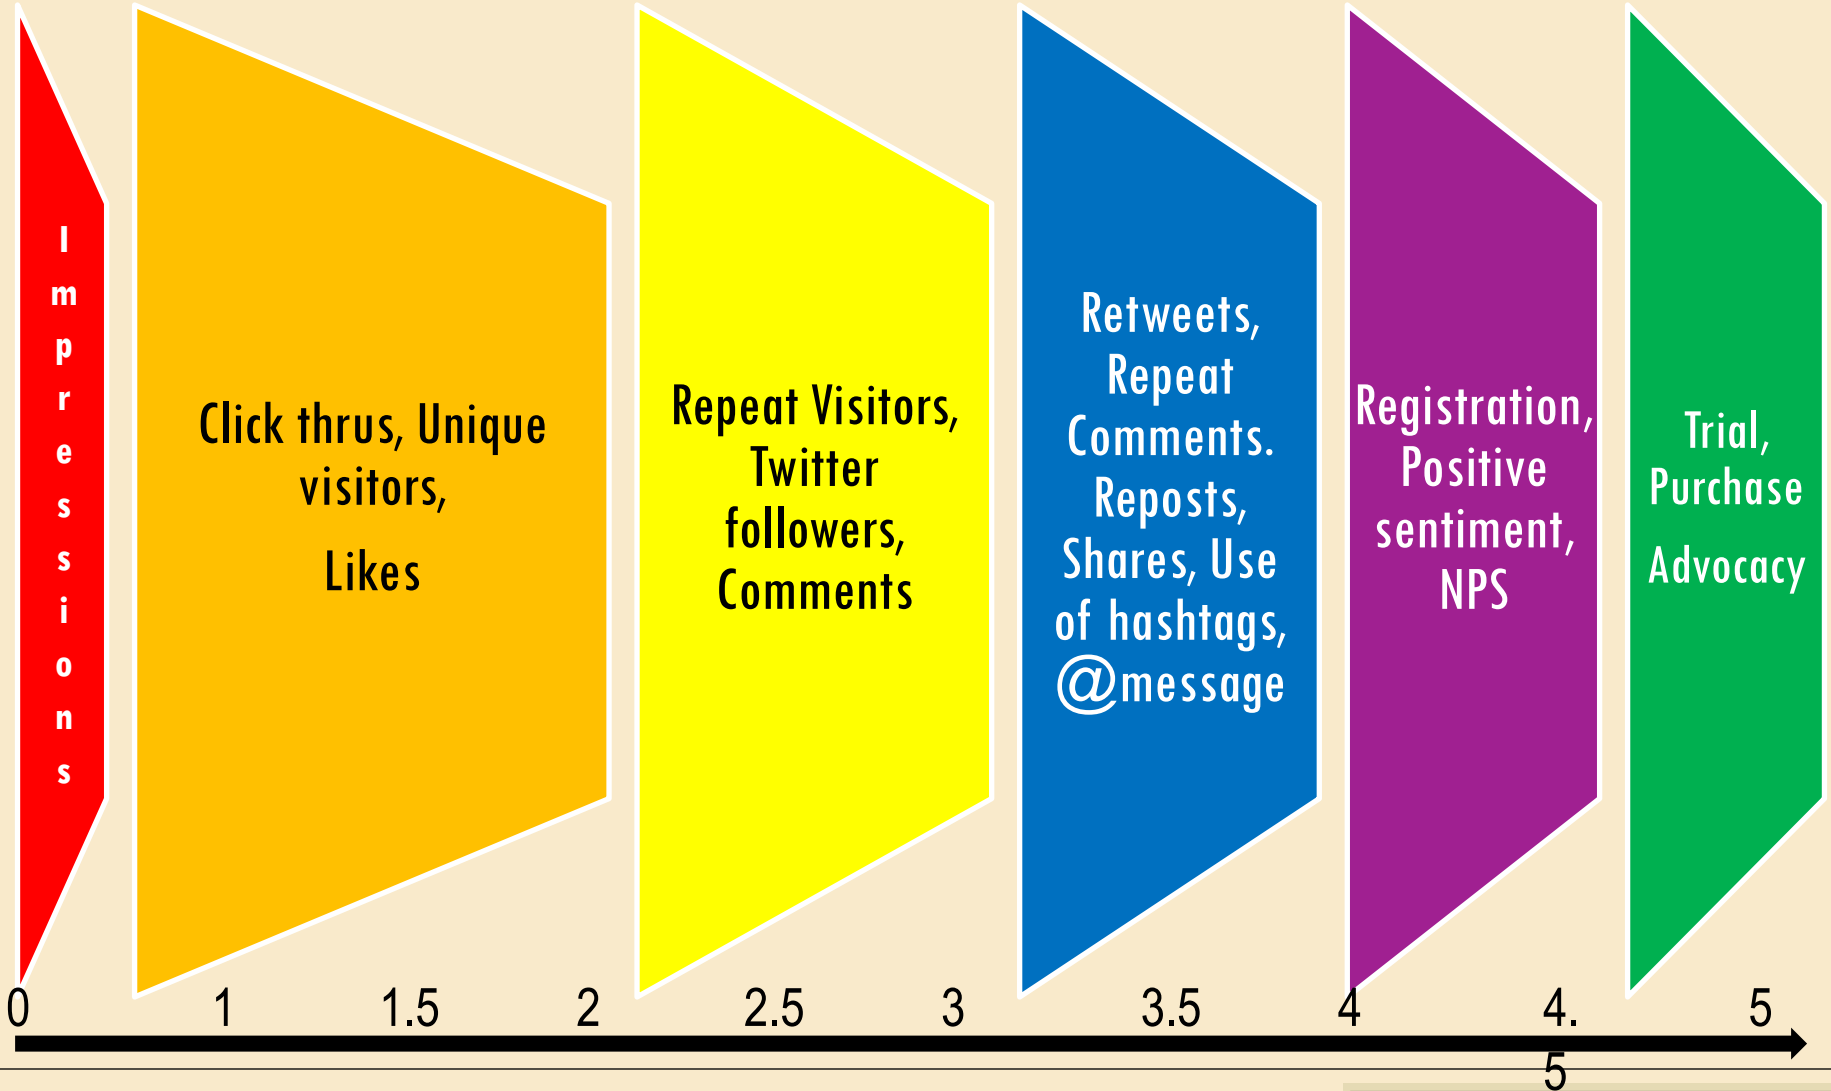 Impressions
Click thrus, Unique
visitors,
Likes
Repeat Visitors,
Twitter
followers,
Comments
Retweets,
Repeat
Comments.
Reposts,
Shares, Use
of hashtags,
@message
Registration,
Positive
sentiment,
NPS
Trial,
Purchase
Advocacy
0 1 1.5 2 2.5 3 3.5 4 4. 5
5